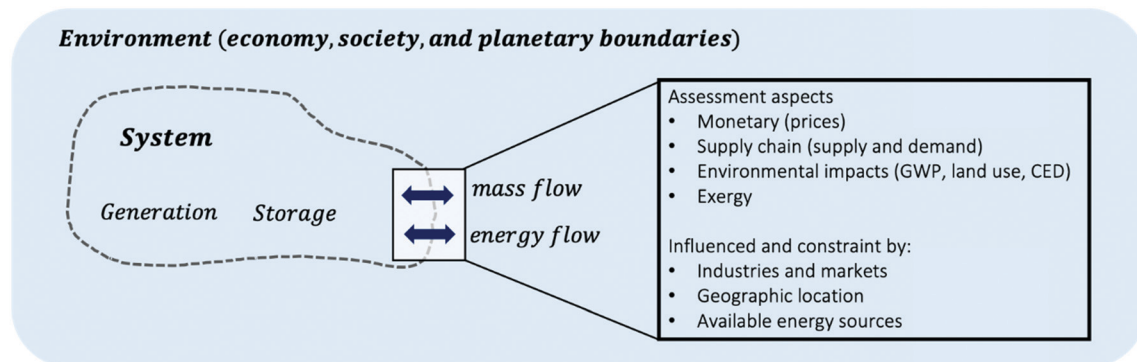 Environment (economy, society, and planetary boundaries)
System
Generation Storage
mass flow
energy flow
Assessment aspects
• Monetary (prices)
• Supply chain (supply and demand)
• Environmental impacts (GWP, land use, CED)
• Exergy
Influenced and constraint by:
• Industries and markets
• Geographic location
• Available energy sources